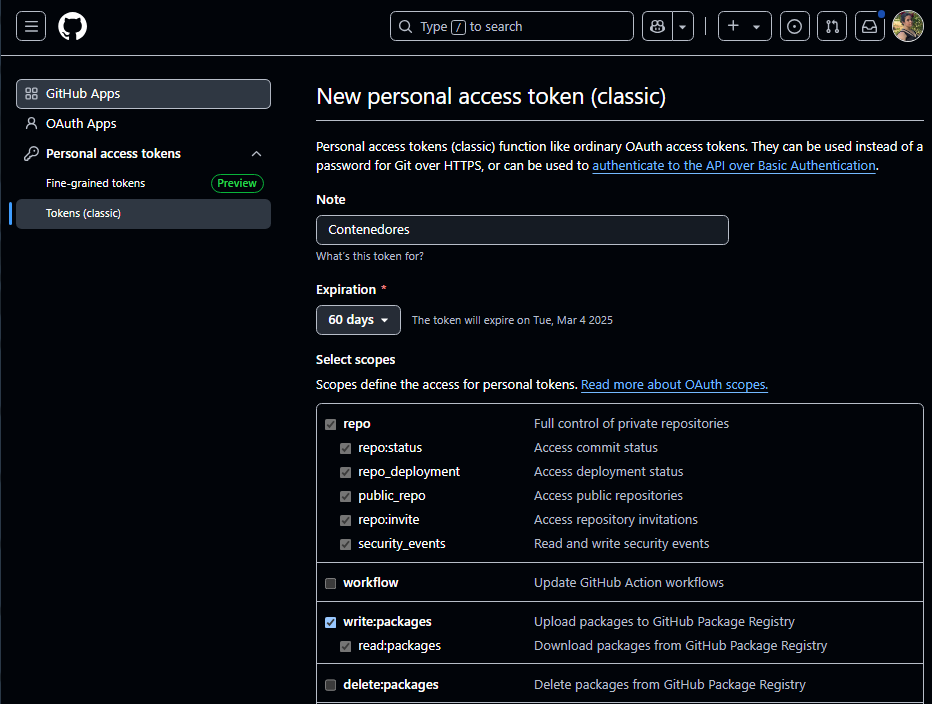 Type / to search
GitHub Apps
OAuth Apps
Personal access tokens
Fine-grained tokens Preview
Tokens (classic)
New personal access token (classic)
Personal access tokens (classic) function like ordinary OAuth access tokens. They can be used instead of a
password for Git over HTTPS, or can be used to authenticate to the API over Basic Authentication.
Note
Contenedores
What's this token for?
Expiration *
60 days The token will expire on Tue, Mar 4 2025
Select scopes
Scopes define the access for personal tokens. Read more about OAuth scopes.
repo Full control of private repositories
repo:status Access commit status
repo_deployment Access deployment status
public_repo Access public repositories
repo:invite Access repository invitations
security_events Read and write security events
workflow Update GitHub Action workflows
write:packages Upload packages to GitHub Package Registry
read:packages Download packages from GitHub Package Registry
delete:packages Delete packages from GitHub Package Registry